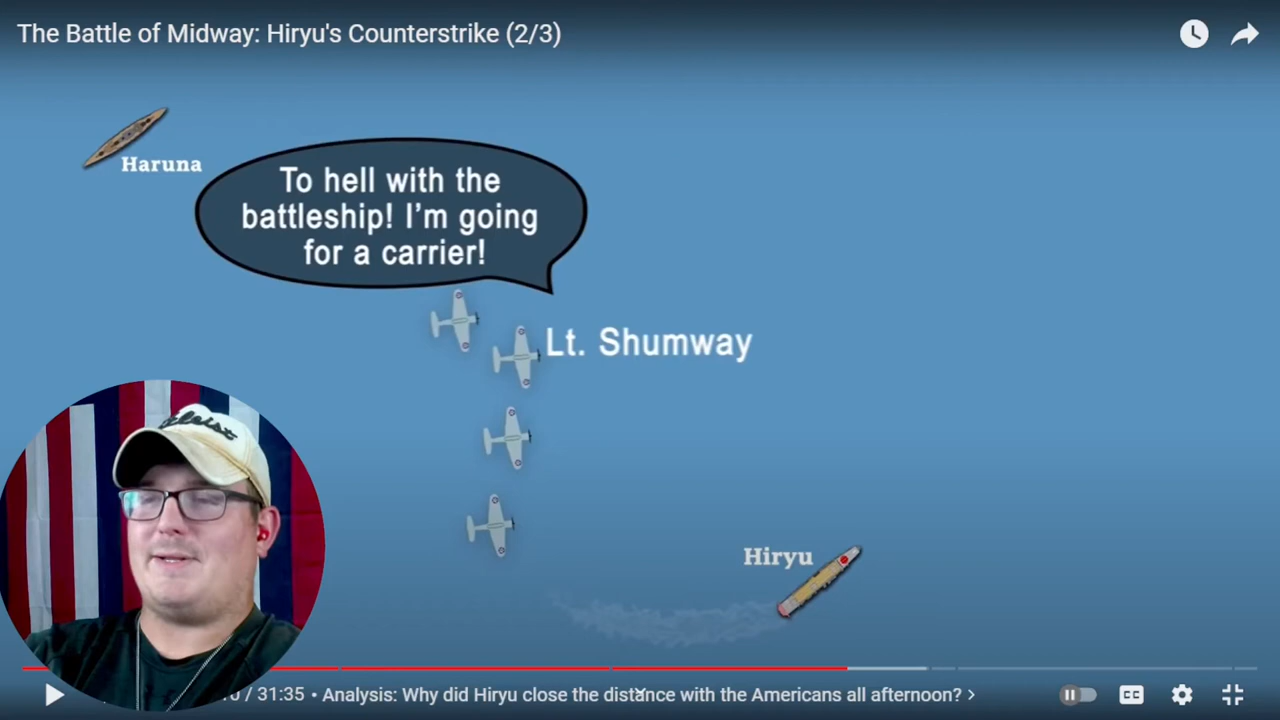 The Battle of Midway: Hiryu's Counterstrike (2/3)
Haruna
To hell with the
battleship! I'm going
for a carrier!
Lt. Shumway
Hiryu
/ 31:35 • Analysis: Why did Hiryu close the distance with the Americans all afternoon? >
CC